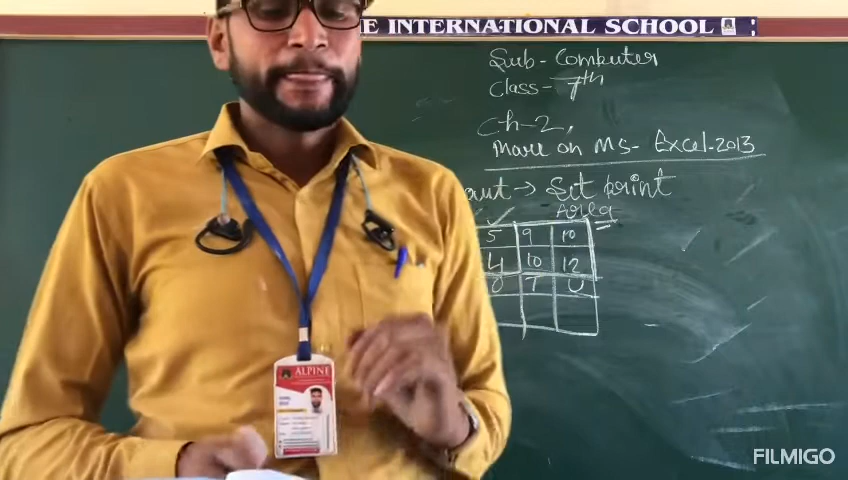 E INTERNATIONAL SCHOOL
Sub - Computer
Class - 7th
Ch-2,
More on MS- Excel-2013
out → Set print
Area
5 9 10
4 10 12
ALPINE
FILMIGO